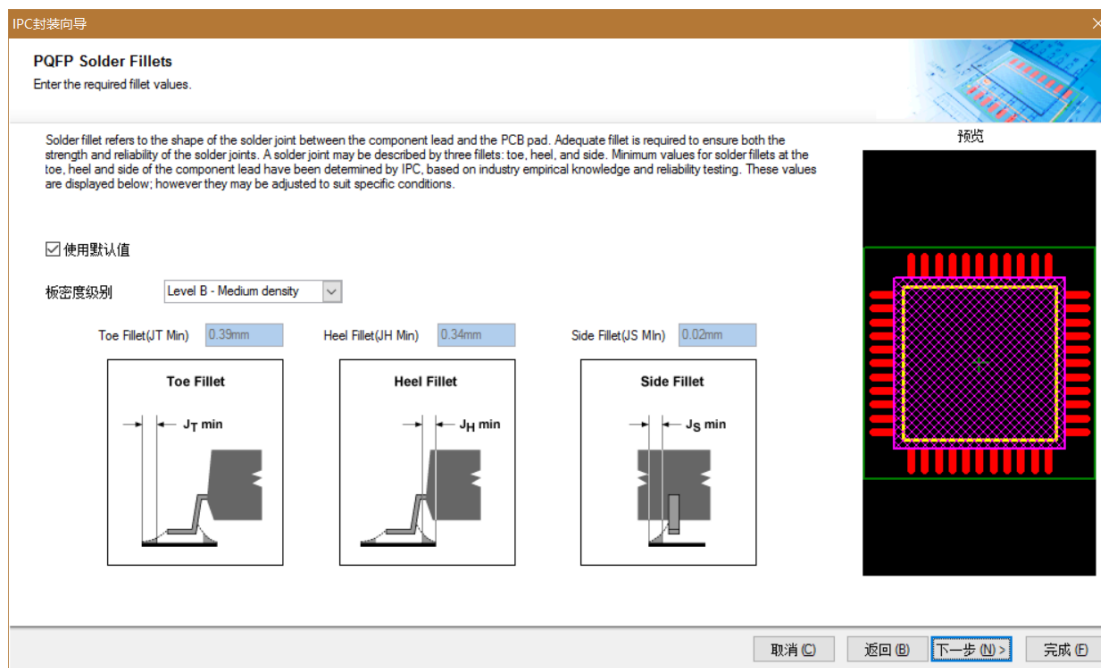 IPC封装向导
PQFP Solder Fillets
Enter the required fillet values.
Solder fillet refers to the shape of the solder joint between the component lead and the PCB pad. Adequate fillet is required to ensure both the
strength and reliability of the solder joints. A solder joint may be described by three fillets: toe, heel, and side. Minimum values for solder fillets at the
toe, heel and side of the component lead have been determined by IPC, based on industry empirical knowledge and reliability testing. These values
are displayed below; however they may be adjusted to suit specific conditions.
预览
使用默认值
板密度级别 Level B - Medium density
Toe Fillet(JT Min) 0.39mm Heel Fillet(JH Min) 0.34mm Side Fillet(JS MIn) 0.02mm
Toe Fillet Heel Fillet Side Fillet
JT min JH min JS min
取消(C) 返回(B) 下一步(N)> 完成(F)